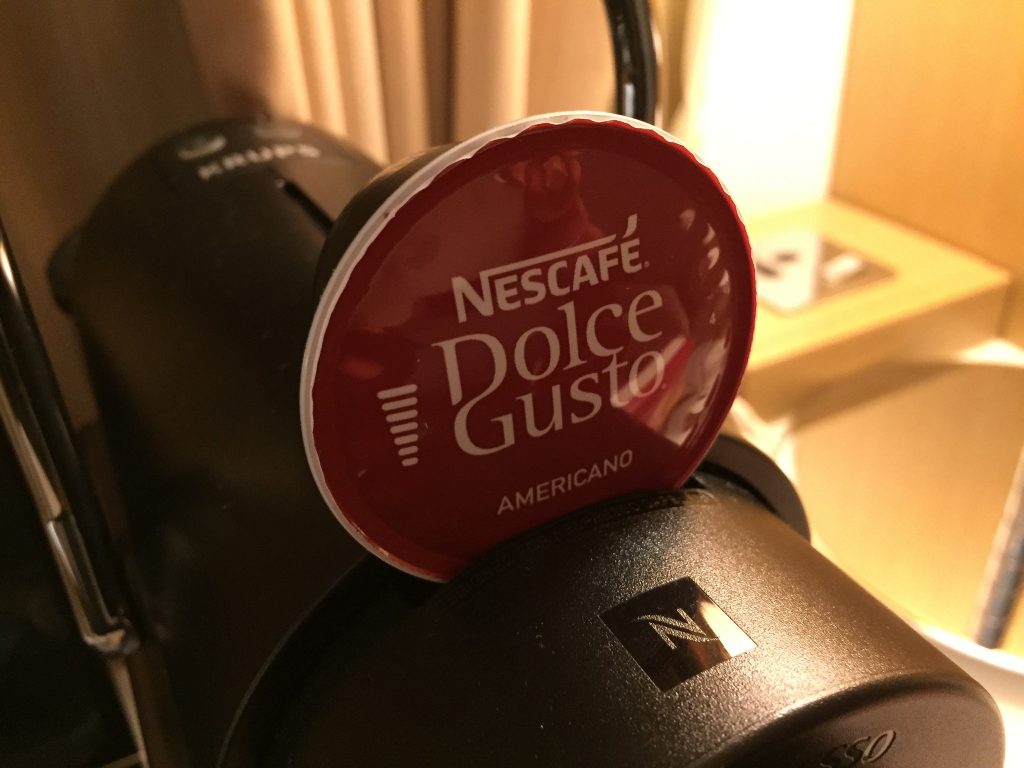 KRUPS
NESCAFÉ
DOLCE
GUSTO
AMERICANO
N